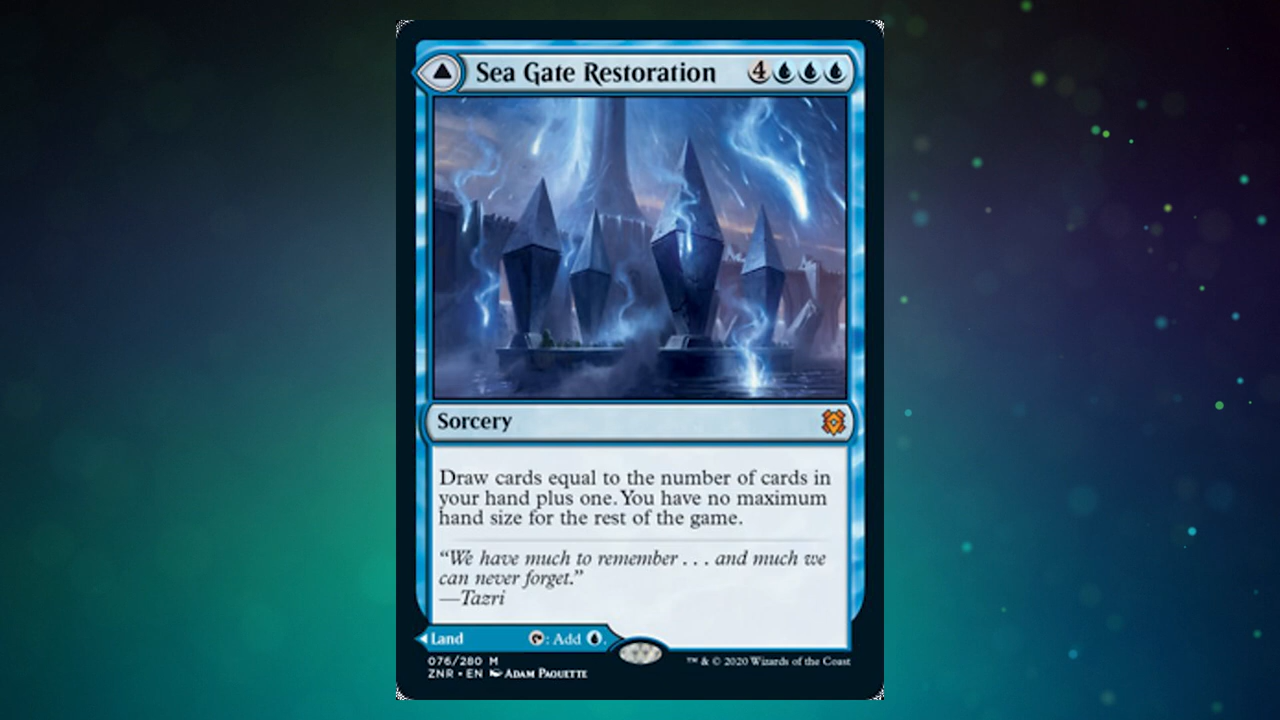 Sea Gate Restoration 4
Sorcery
Draw cards equal to the number of cards in
your hand plus one. You have no maximum
hand size for the rest of the game.
“We have much to remember . . . and much we
can never forget.”
—Tazri
Land : Add .
076/280 M
ZNR • EN Adam Paquette
™ & © 2020 Wizards of the Coast